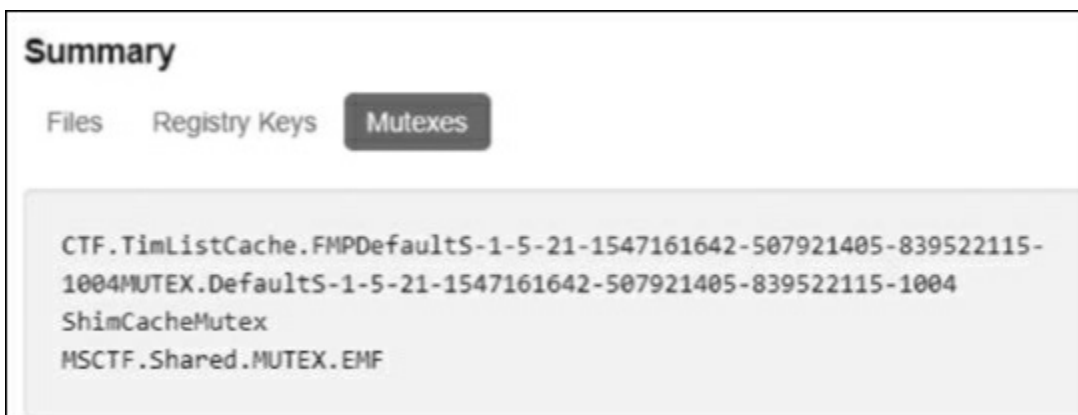 Summary
Files Registry Keys Mutexes
CTF.TimListCache.FMPDefaultS-1-5-21-1547161642-507921405-839522115-
1004MUTEX.DefaultS-1-5-21-1547161642-507921405-839522115-1004
ShimCacheMutex
MSCTF.Shared.MUTEX.EMF